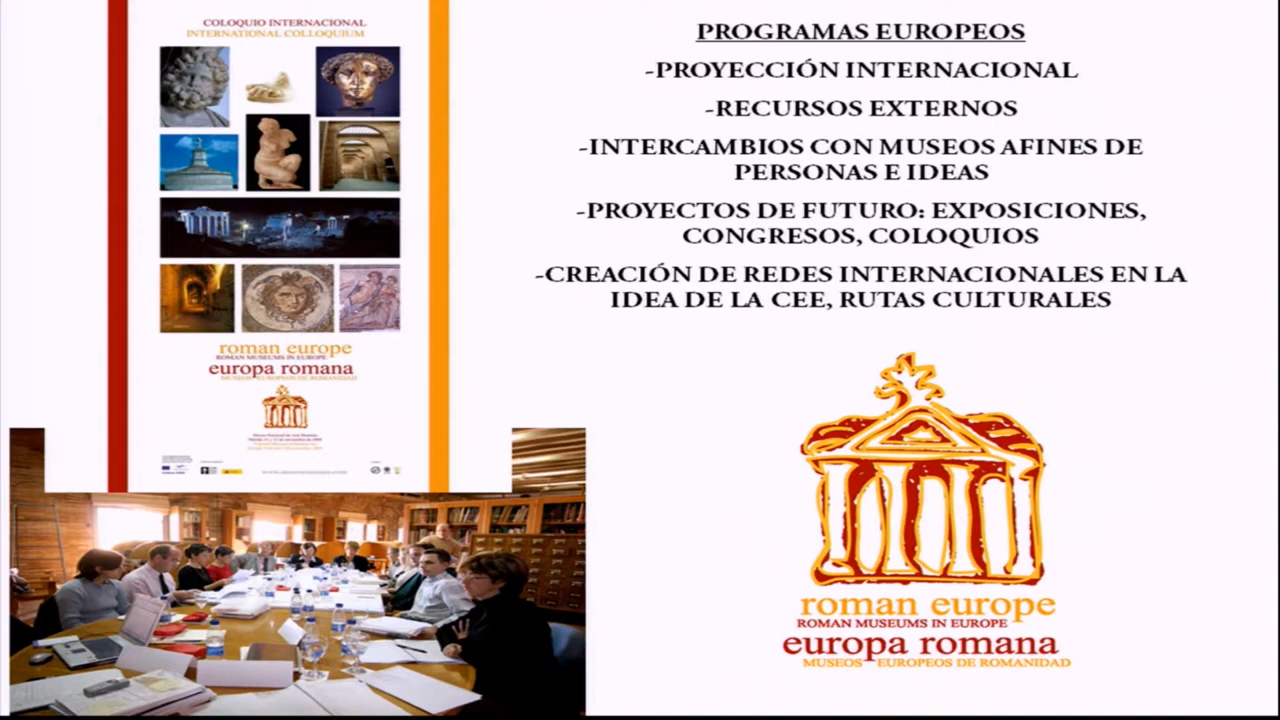 COLOQUIO INTERNACIONAL
INTERNATIONAL COLLOQUIUM
roman europe
ROMAN MUSEUMS IN EUROPE
europa romana
MUSEOS EUROPEOS DE ROMANIDAD
PROGRAMAS EUROPEOS
-PROYECCIÓN INTERNACIONAL
-RECURSOS EXTERNOS
-INTERCAMBIOS CON MUSEOS AFINES DE
PERSONAS E IDEAS
-PROYECTOS DE FUTURO: EXPOSICIONES,
CONGRESOS, COLOQUIOS
-CREACIÓN DE REDES INTERNACIONALES EN LA
IDEA DE LA CEE, RUTAS CULTURALES
roman europe
ROMAN MUSEUMS IN EUROPE
europa romana
MUSEOS EUROPEOS DE ROMANIDAD